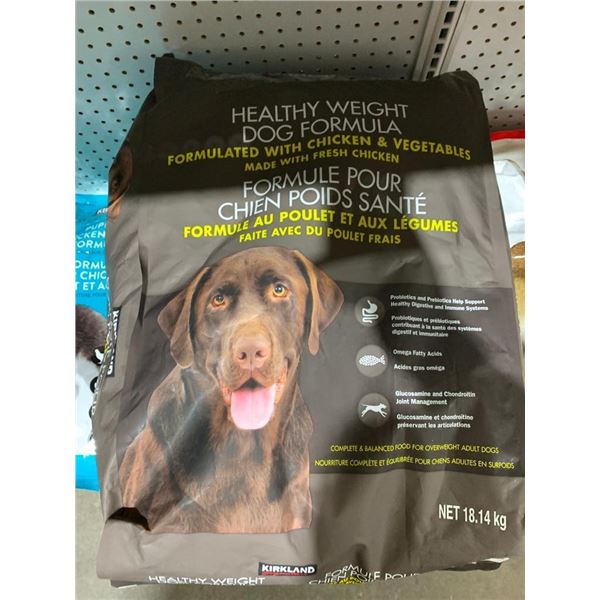 HEALTHY WEIGHT
DOG FORMULA
FORMULATED WITH CHICKEN & VEGETABLES
MADE WITH FRESH CHICKEN
FORMULE POUR
CHIEN POIDS SANTÉ
FORMULE AU POULET ET AUX LÉGUMES
FAITE AVEC DU POULET FRAIS
Probiotics and Prebiotics Help Support
Healthy Digestive and Immune Systems
Probiotiques et prébiotiques
contribuant à la santé des systèmes
digestif et immunitaire
Omega Fatty Acids
Acides gras oméga
Glucosamine and Chondroitin
Joint Management
Glucosamine et chondroïtine
préservant les articulations
COMPLETE & BALANCED FOOD FOR OVERWEIGHT ADULT DOGS
NOURRITURE COMPLÈTE ET ÉQUILIBRÉE POUR CHIENS ADULTES EN SURPOIDS
NET 18.14 kg
KIRKLAND
HEALTHY WEIGHT
KIRKLAND